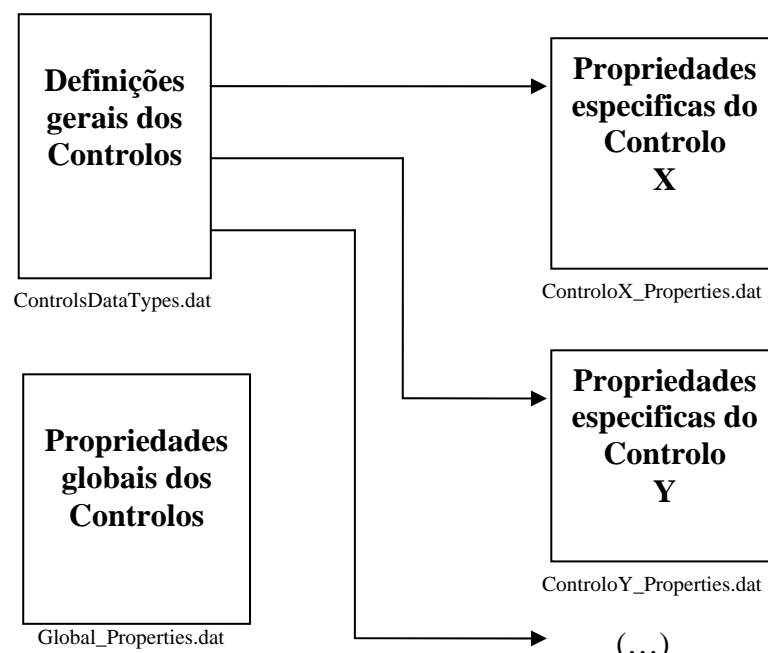 Definições
gerais dos
Controlos
ControlsDataTypes.dat
Propriedades
especificas do
Controlo
X
ControloX_Properties.dat
Propriedades
globais dos
Controlos
Global_Properties.dat
Propriedades
especificas do
Controlo
Y
ControloY_Properties.dat
(…)